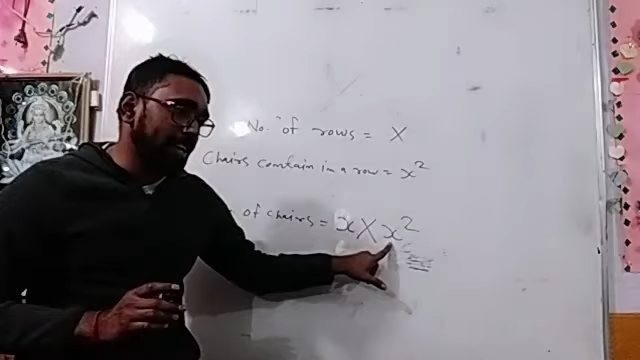 No. of rows = X
Chairs contain in a row = x²
of chairs = x X x²